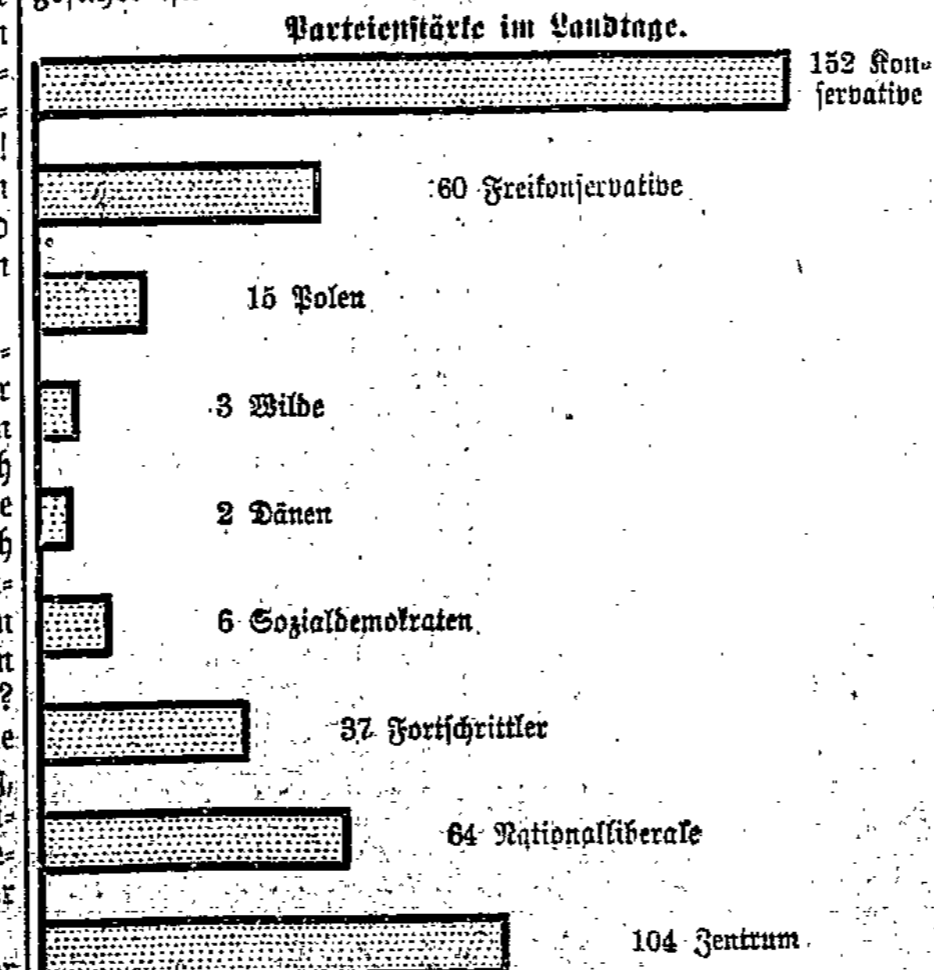 Parteienstärke im Landtage.
152 Kon-
servative
60 Freikonservative
15 Polen
3 Wilde
2 Dänen
6 Sozialdemokraten
37 Fortschrittler
64 Nationalliberale
104 Zentrum